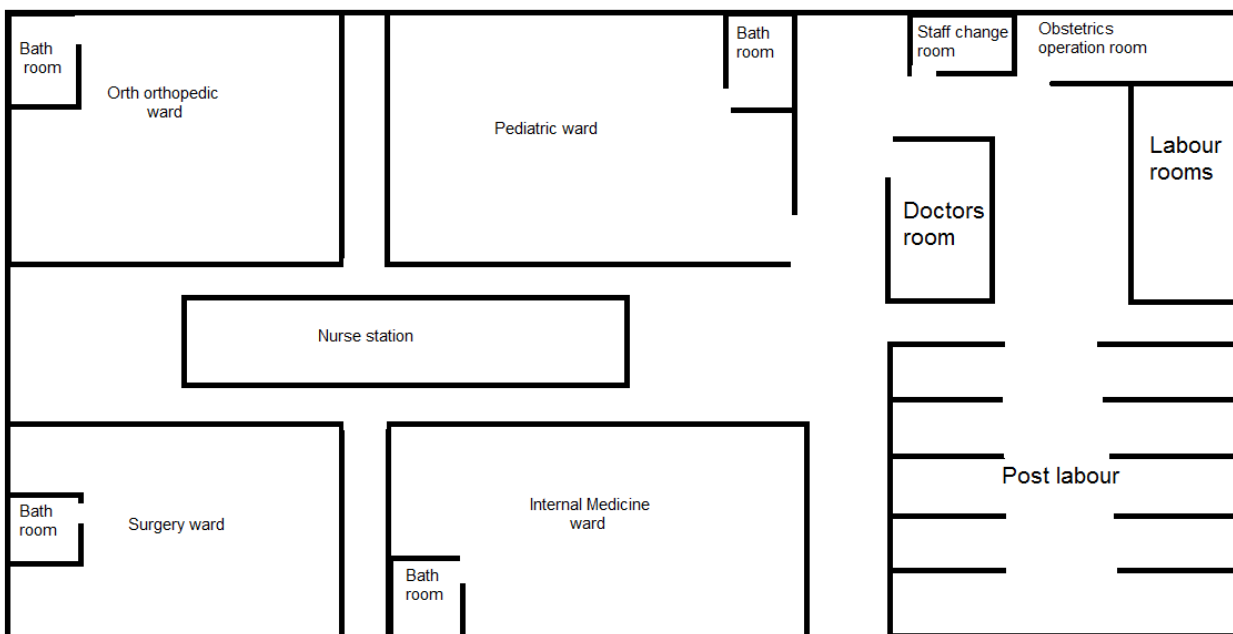 Bath
room
Orth orthopedic
ward
Pediatric ward
Bath
room
Staff change
room
Obstetrics
operation room
Labour
rooms
Doctors
room
Nurse station
Bath
room
Surgery ward
Internal Medicine
ward
Bath
room
Post labour